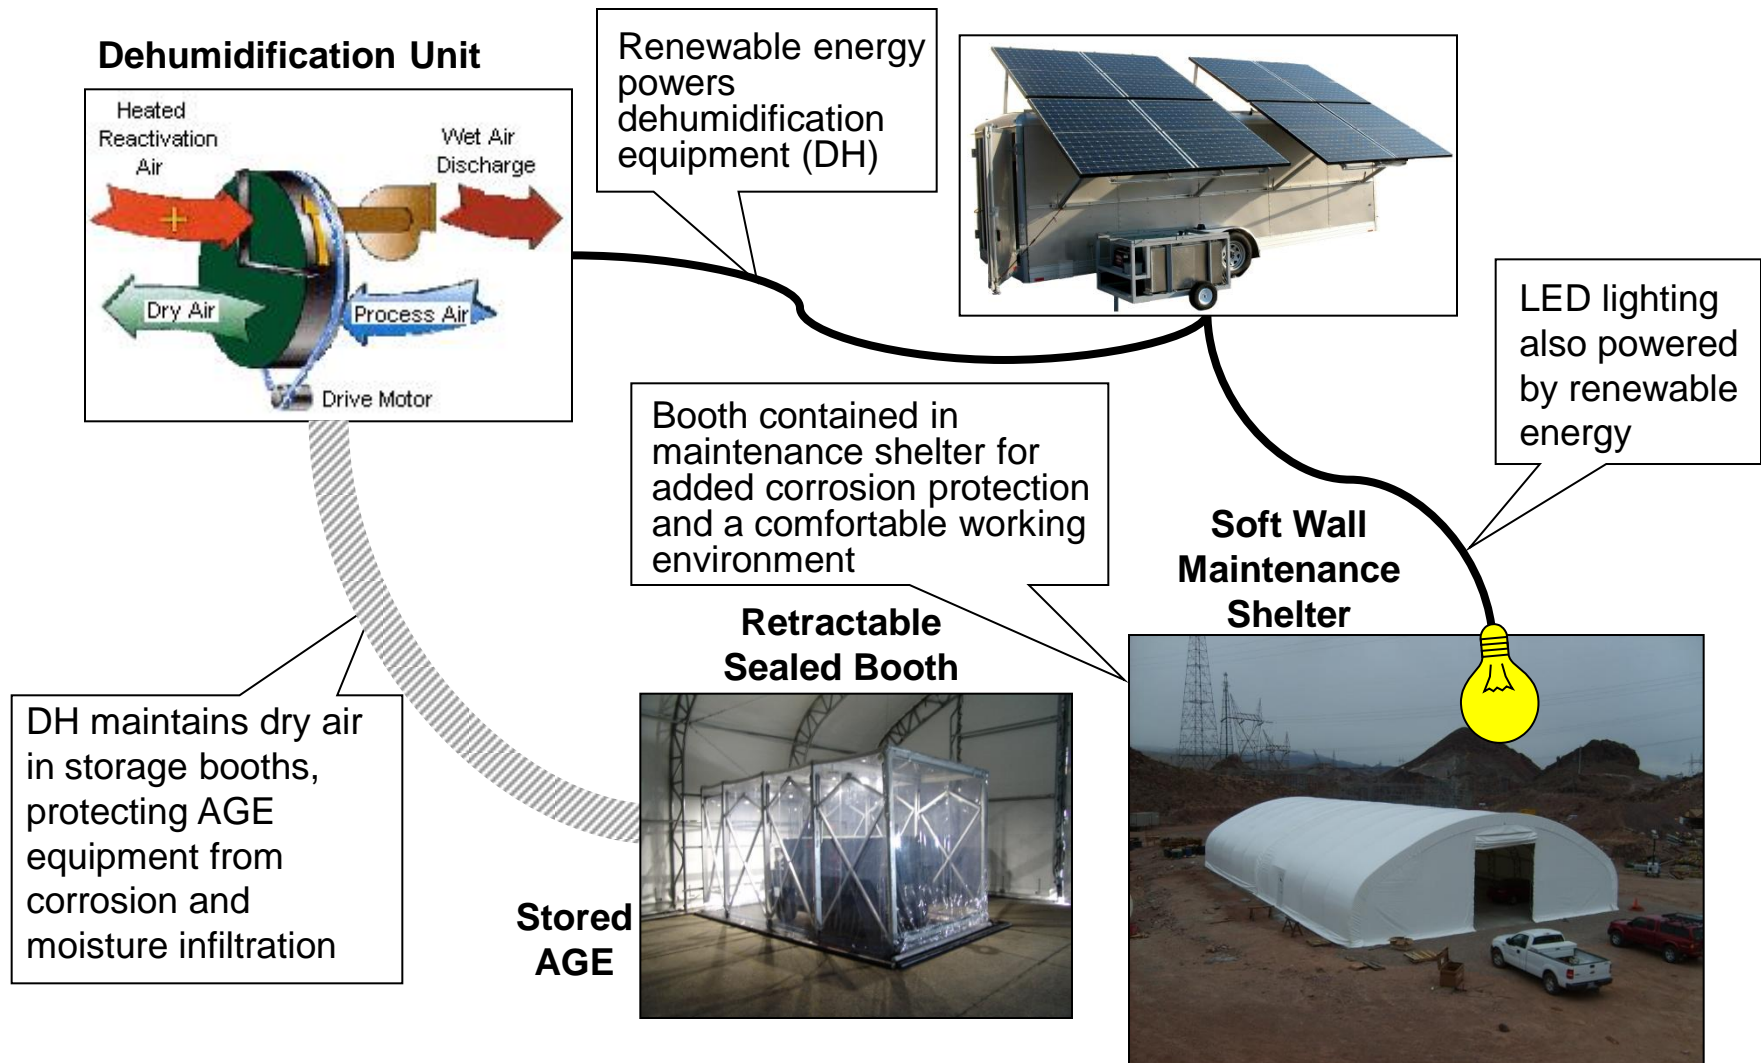 Dehumidification Unit
Heated
Reactivation
Air
Wet Air
Discharge
Dry Air
Process Air
Drive Motor
Renewable energy
powers
dehumidification
equipment (DH)
LED lighting
also powered
by renewable
energy
Booth contained in
maintenance shelter for
added corrosion protection
and a comfortable working
environment
Soft Wall
Maintenance
Shelter
Retractable
Sealed Booth
DH maintains dry air
in storage booths,
protecting AGE
equipment from
corrosion and
moisture infiltration
Stored
AGE